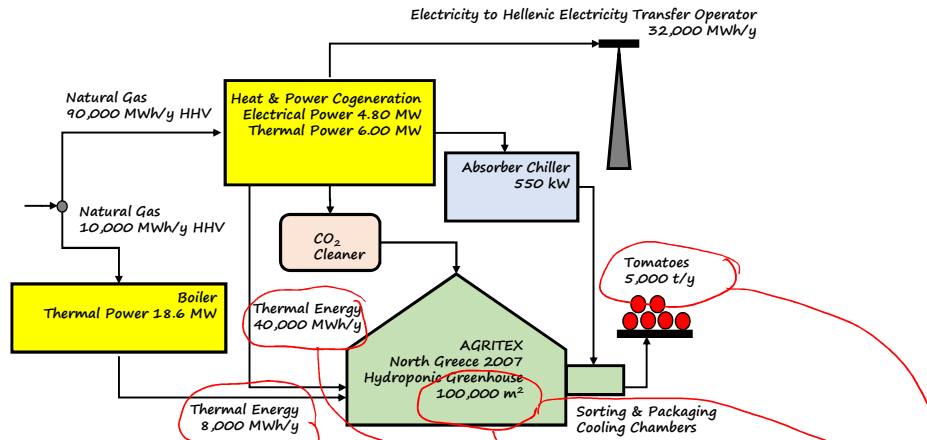 Electricity to Hellenic Electricity Transfer Operator
32,000 MWh/y
Natural Gas
90,000 MWh/y HHV
Heat & Power Cogeneration
Electrical Power 4.80 MW
Thermal Power 6.00 MW
Absorber Chiller
550 kW
Natural Gas
10,000 MWh/y HHV
CO₂
Cleaner
Tomatoes
5,000 t/y
Boiler
Thermal Power 18.6 MW
Thermal Energy
40,000 MWh/y
AGRITEX
North Greece 2007
Hydroponic Greenhouse
100,000 m²
Thermal Energy
8,000 MWh/y
Sorting & Packaging
Cooling Chambers